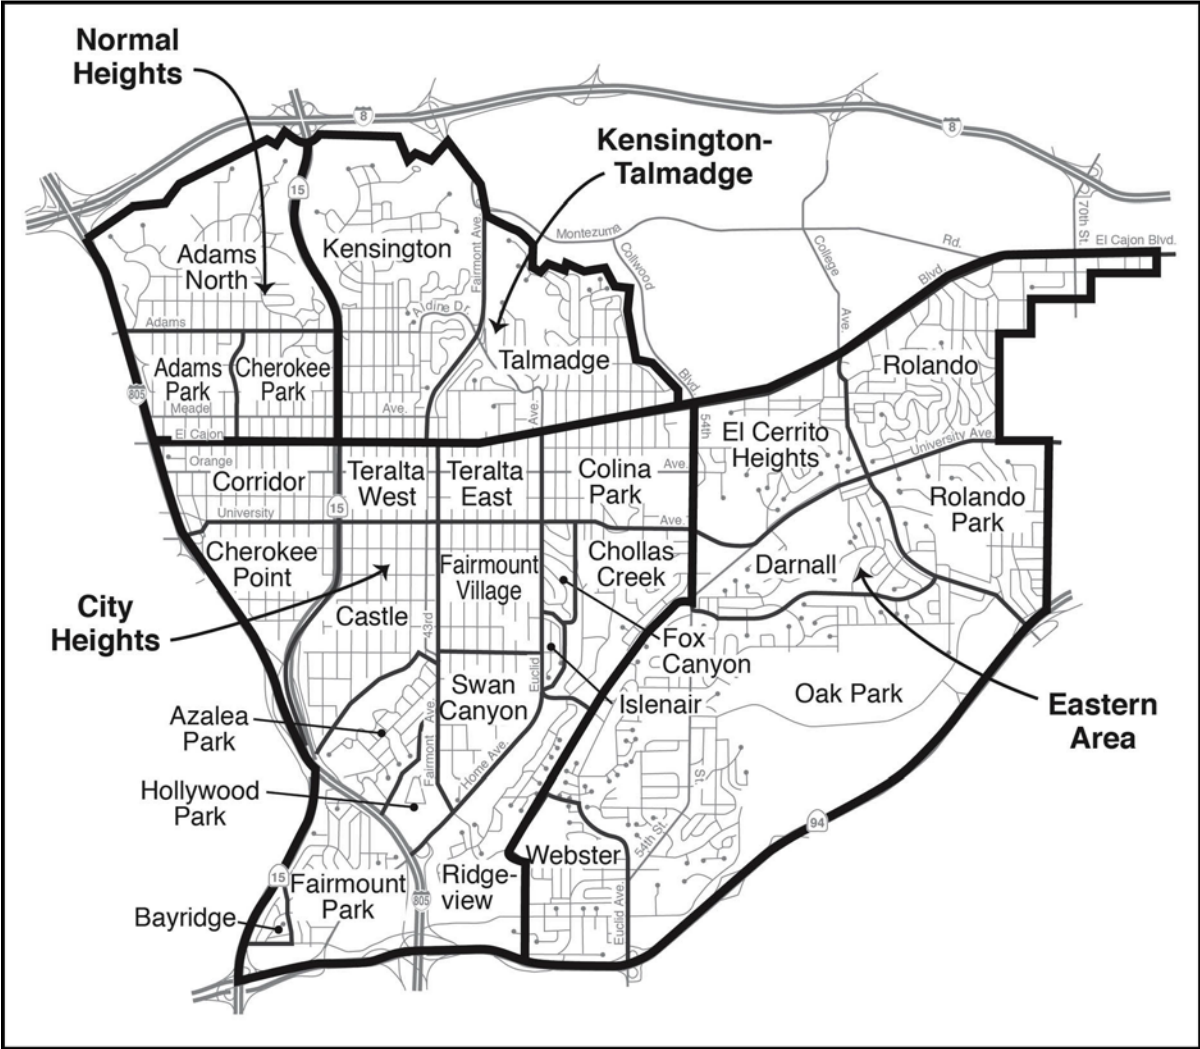 Normal
Heights
8
Kensington-
Talmadge
8
15
70th St.
El Cajon Blvd.
Fairmont Ave.
Montezuma
Rd.
Collwood
Blvd.
College
Ave.
Blvd.
Adams
North
Kensington
Aldine Dr.
Adams
Talmadge
Rolando
Adams
Park
Cherokee
Park
805
Meade
Ave.
Ave.
El Cajon
54th
El Cerrito
Heights
University Ave.
Orange
Ave.
Corridor
Teralta
West
Teralta
East
Colina
Park
Rolando
Park
15
University
Ave.
Cherokee
Point
Fairmount
Village
Chollas
Creek
Darnall
City
Heights
Castle
43rd
Fox
Canyon
Euclid
Swan
Canyon
Islenair
Oak Park
Eastern
Area
Azalea
Park
Fairmont
Ave.
Home Ave.
Hollywood
Park
St.
94
54th St.
Webster
15
Fairmount
Park
805
Ridge-
view
Euclid Ave.
Bayridge